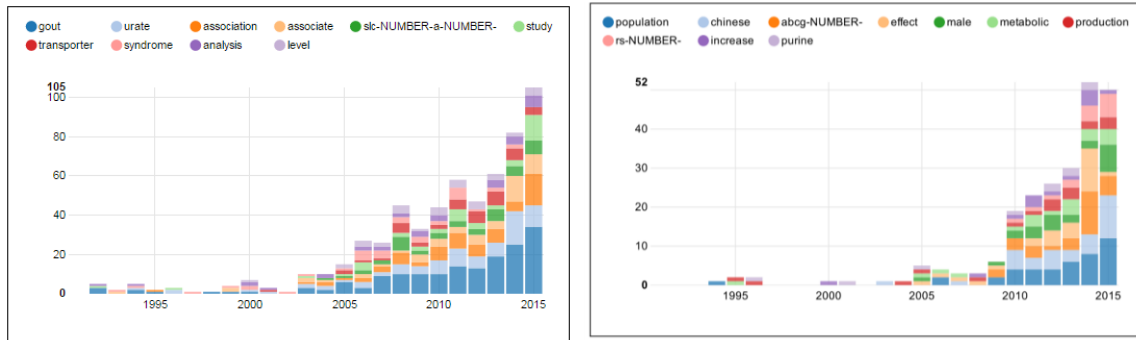 gout urate association associate slc-NUMBER-a-NUMBER- study
transporter syndrome analysis level
105
100
80
60
40
20
0
1995 2000 2005 2010 2015
population chinese abcg-NUMBER- effect male metabolic production
rs-NUMBER- increase purine
52
40
30
20
10
0
1995 2000 2005 2010 2015